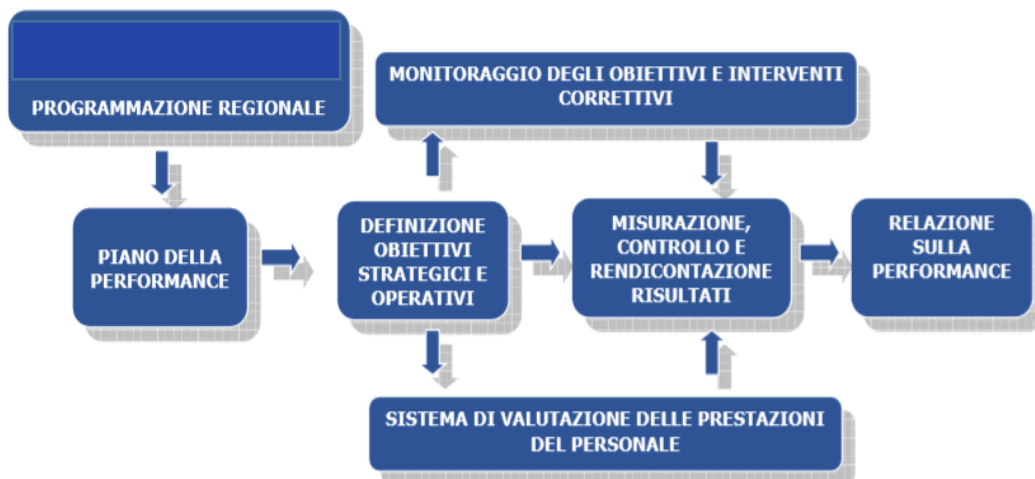 PROGRAMMAZIONE REGIONALE
MONITORAGGIO DEGLI OBIETTIVI E INTERVENTI
CORRETTIVI
PIANO DELLA
PERFORMANCE
DEFINIZIONE
OBIETTIVI
STRATEGICI E
OPERATIVI
MISURAZIONE,
CONTROLLO E
RENDICONTAZIONE
RISULTATI
RELAZIONE
SULLA
PERFORMANCE
SISTEMA DI VALUTAZIONE DELLE PRESTAZIONI
DEL PERSONALE